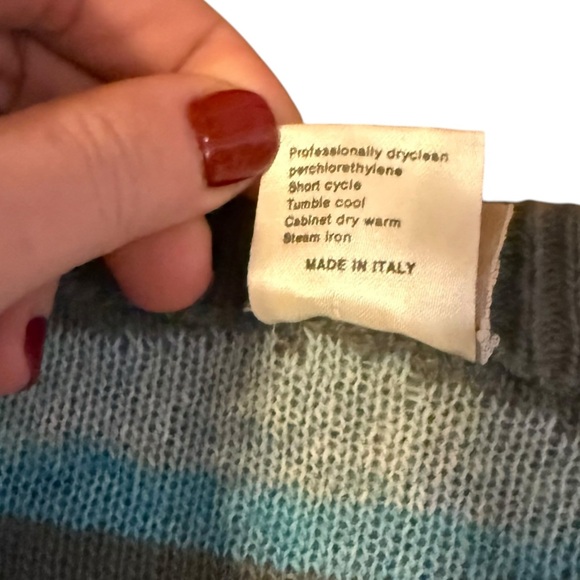 Professionally dryclean
perchlorethylene
Short cycle
Tumble cool
Cabinet dry warm
Steam iron
MADE IN ITALY